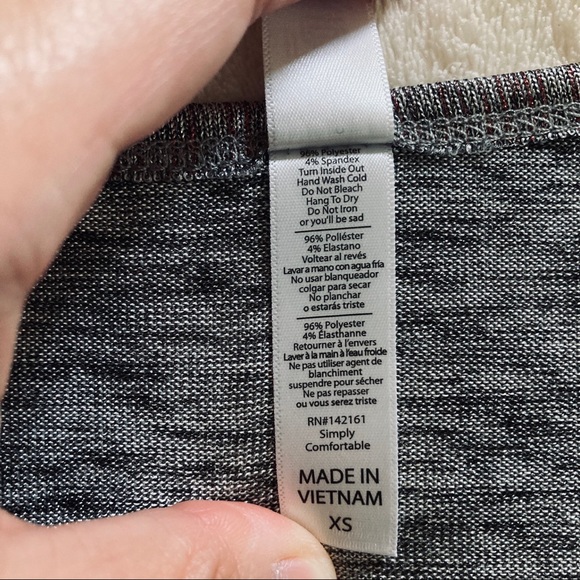 96% Polyester
4% Spandex
Turn Inside Out
Hand Wash Cold
Do Not Bleach
Hang To Dry
Do Not Iron
or you'll be sad
96% Poliéster
4% Elastano
Voltear al revés
Lavar a mano con agua fría
No usar blanqueador
colgar para secar
No planchar
o estarás triste
96% Polyester
4% Élasthanne
Retourner à l'envers
Laver à la main à l'eau froide
Ne pas utiliser agent de
blanchiment
suspendre pour sécher
Ne pas repasser
ou vous serez triste
RN#142161
Simply
Comfortable
MADE IN
VIETNAM
XS